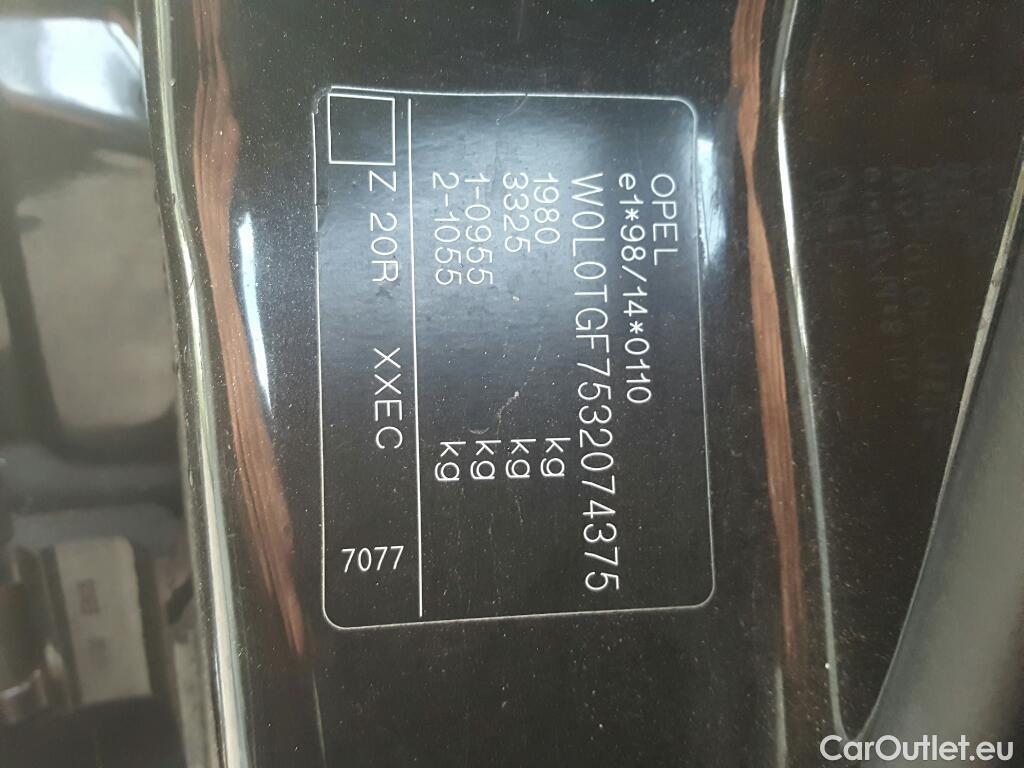 OPEL
e1*98/14*0110
W0L0TGF7532074375
1980 kg
3325 kg
1-0955 kg
2-1055 kg
Z 20R XXEC 7077
CarOutlet.eu